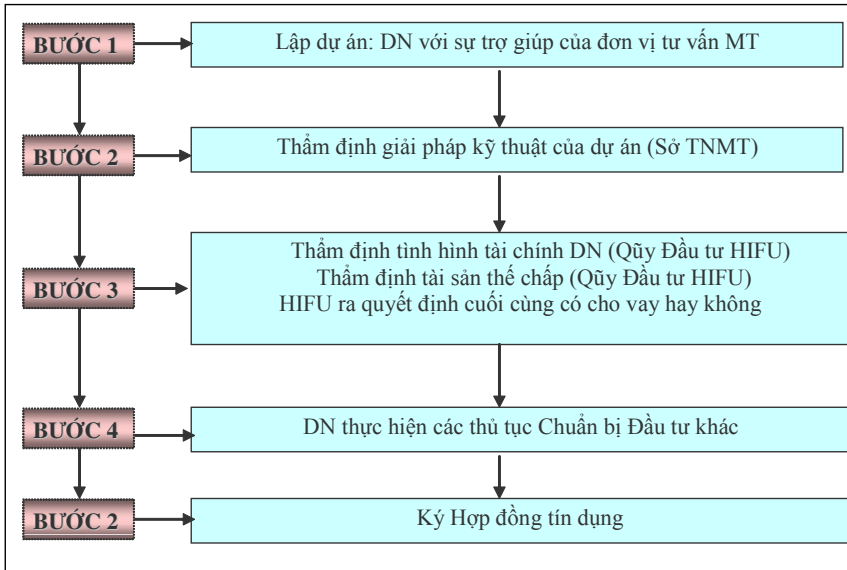 BƯỚC 1
Lập dự án: DN với sự trợ giúp của đơn vị tư vấn MT
BƯỚC 2
Thẩm định giải pháp kỹ thuật của dự án (Sở TNMT)
BƯỚC 3
Thẩm định tình hình tài chính DN (Qũy Đầu tư HIFU)
Thẩm định tài sản thế chấp (Qũy Đầu tư HIFU)
HIFU ra quyết định cuối cùng có cho vay hay không
BƯỚC 4
DN thực hiện các thủ tục Chuẩn bị Đầu tư khác
BƯỚC 2
Ký Hợp đồng tín dụng